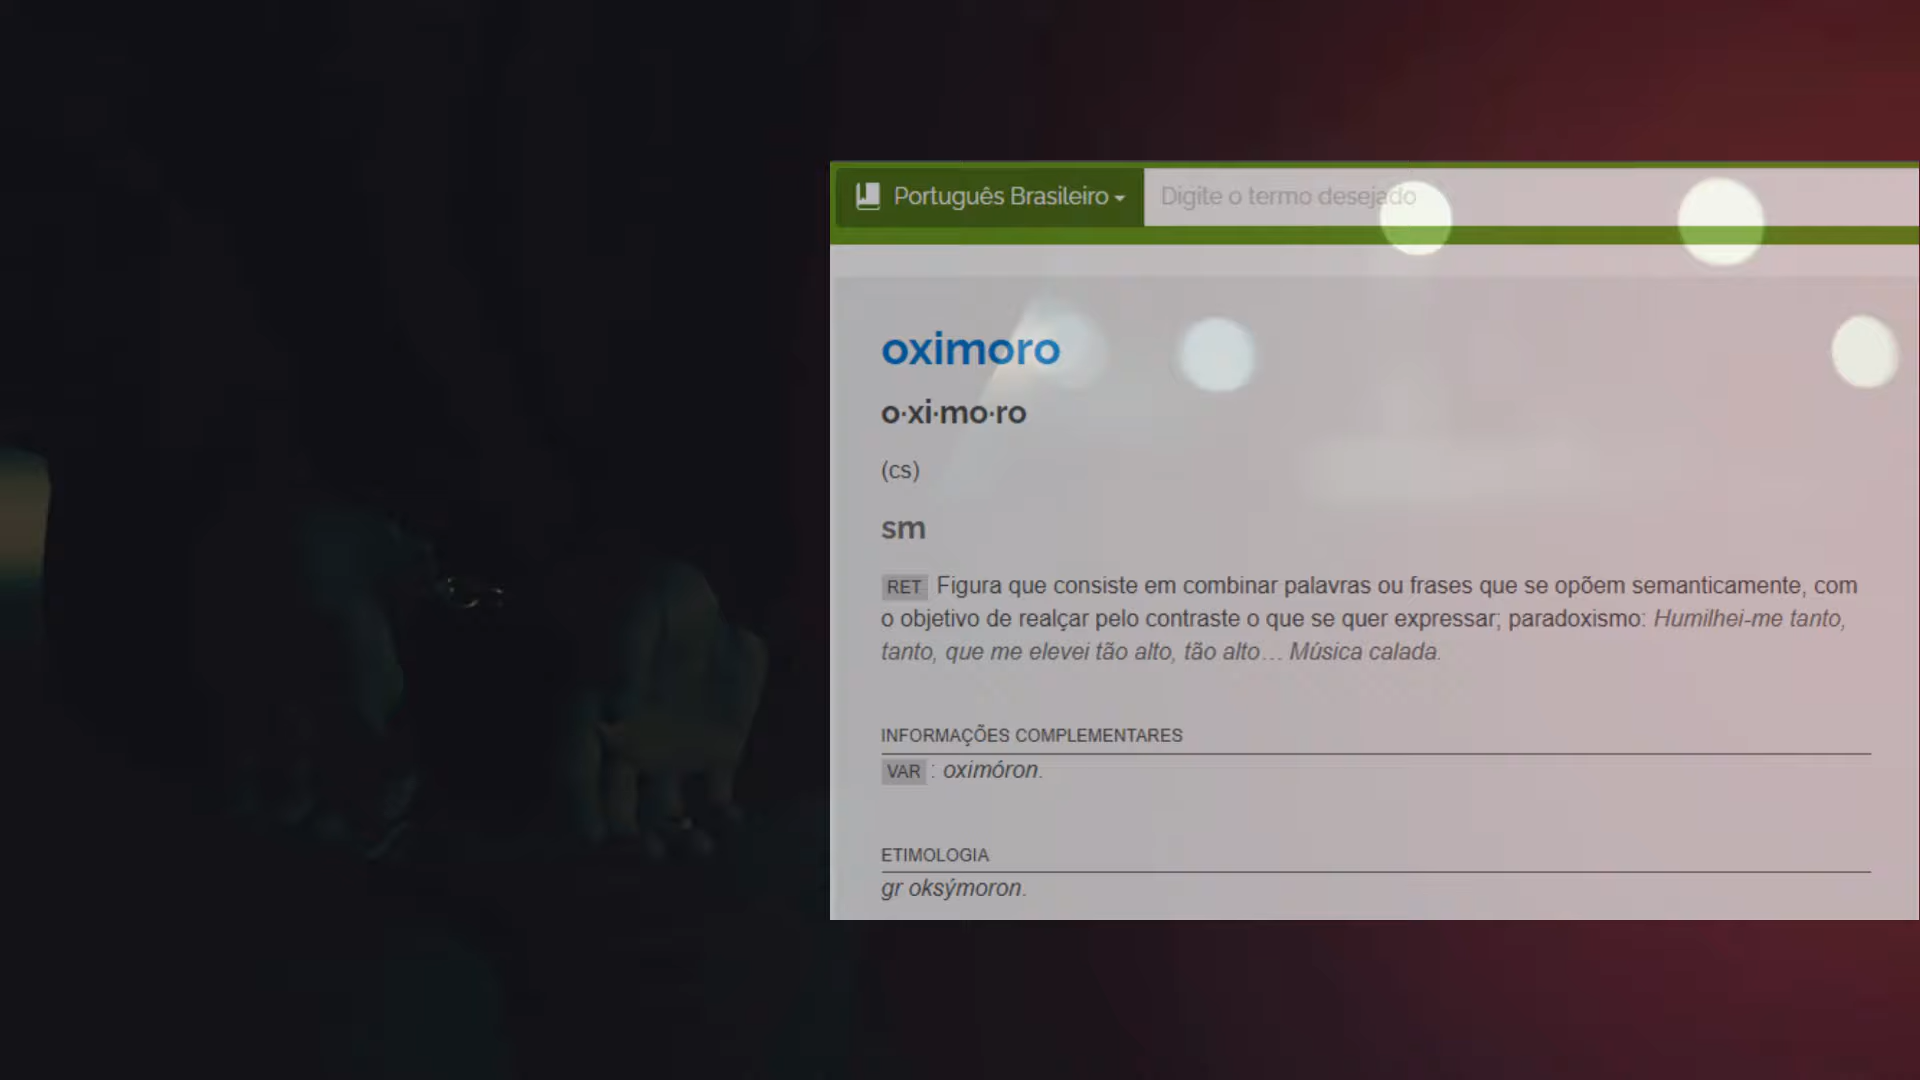 Português Brasileiro
Digite o termo desejado
oximoro
o·xi·mo·ro
(cs)
sm
RET Figura que consiste em combinar palavras ou frases que se opõem semanticamente, com
o objetivo de realçar pelo contraste o que se quer expressar; paradoxismo: Humilhei-me tanto,
tanto, que me elevei tão alto, tão alto… Música calada.
INFORMAÇÕES COMPLEMENTARES
VAR : oximóron.
ETIMOLOGIA
gr oksýmoron.